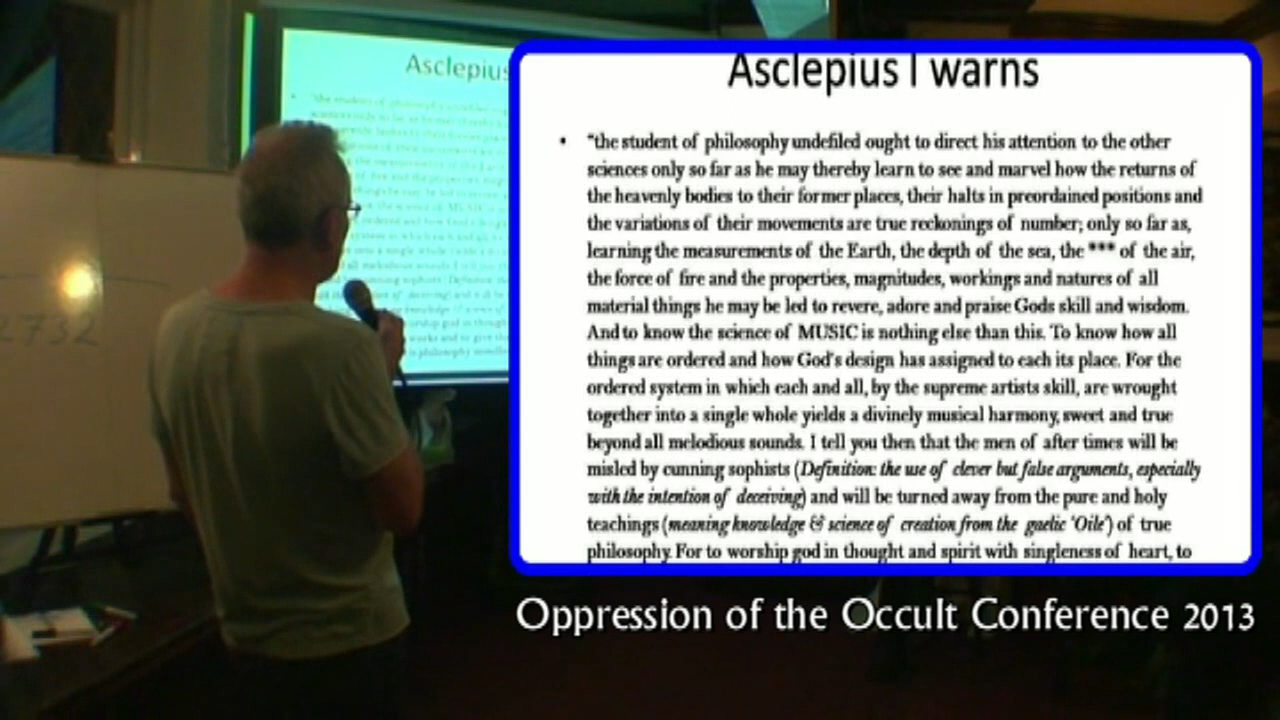 Asclepius
2732
Asclepius I warns
• “the student of philosophy undefiled ought to direct his attention to the other
sciences only so far as he may thereby learn to see and marvel how the returns of
the heavenly bodies to their former places, their halts in preordained positions and
the variations of their movements are true reckonings of number; only so far as,
learning the measurements of the Earth, the depth of the sea, the *** of the air,
the force of fire and the properties, magnitudes, workings and natures of all
material things he may be led to revere, adore and praise Gods skill and wisdom.
And to know the science of MUSIC is nothing else than this. To know how all
things are ordered and how God's design has assigned to each its place. For the
ordered system in which each and all, by the supreme artists skill, are wrought
together into a single whole yields a divinely musical harmony, sweet and true
beyond all melodious sounds. I tell you then that the men of after times will be
misled by cunning sophists (Definition: the use of clever but false arguments, especially
with the intention of deceiving) and will be turned away from the pure and holy
teachings (meaning knowledge & science of creation from the gaelic 'Oile') of true
philosophy. For to worship god in thought and spirit with singleness of heart, to
Oppression of the Occult Conference 2013